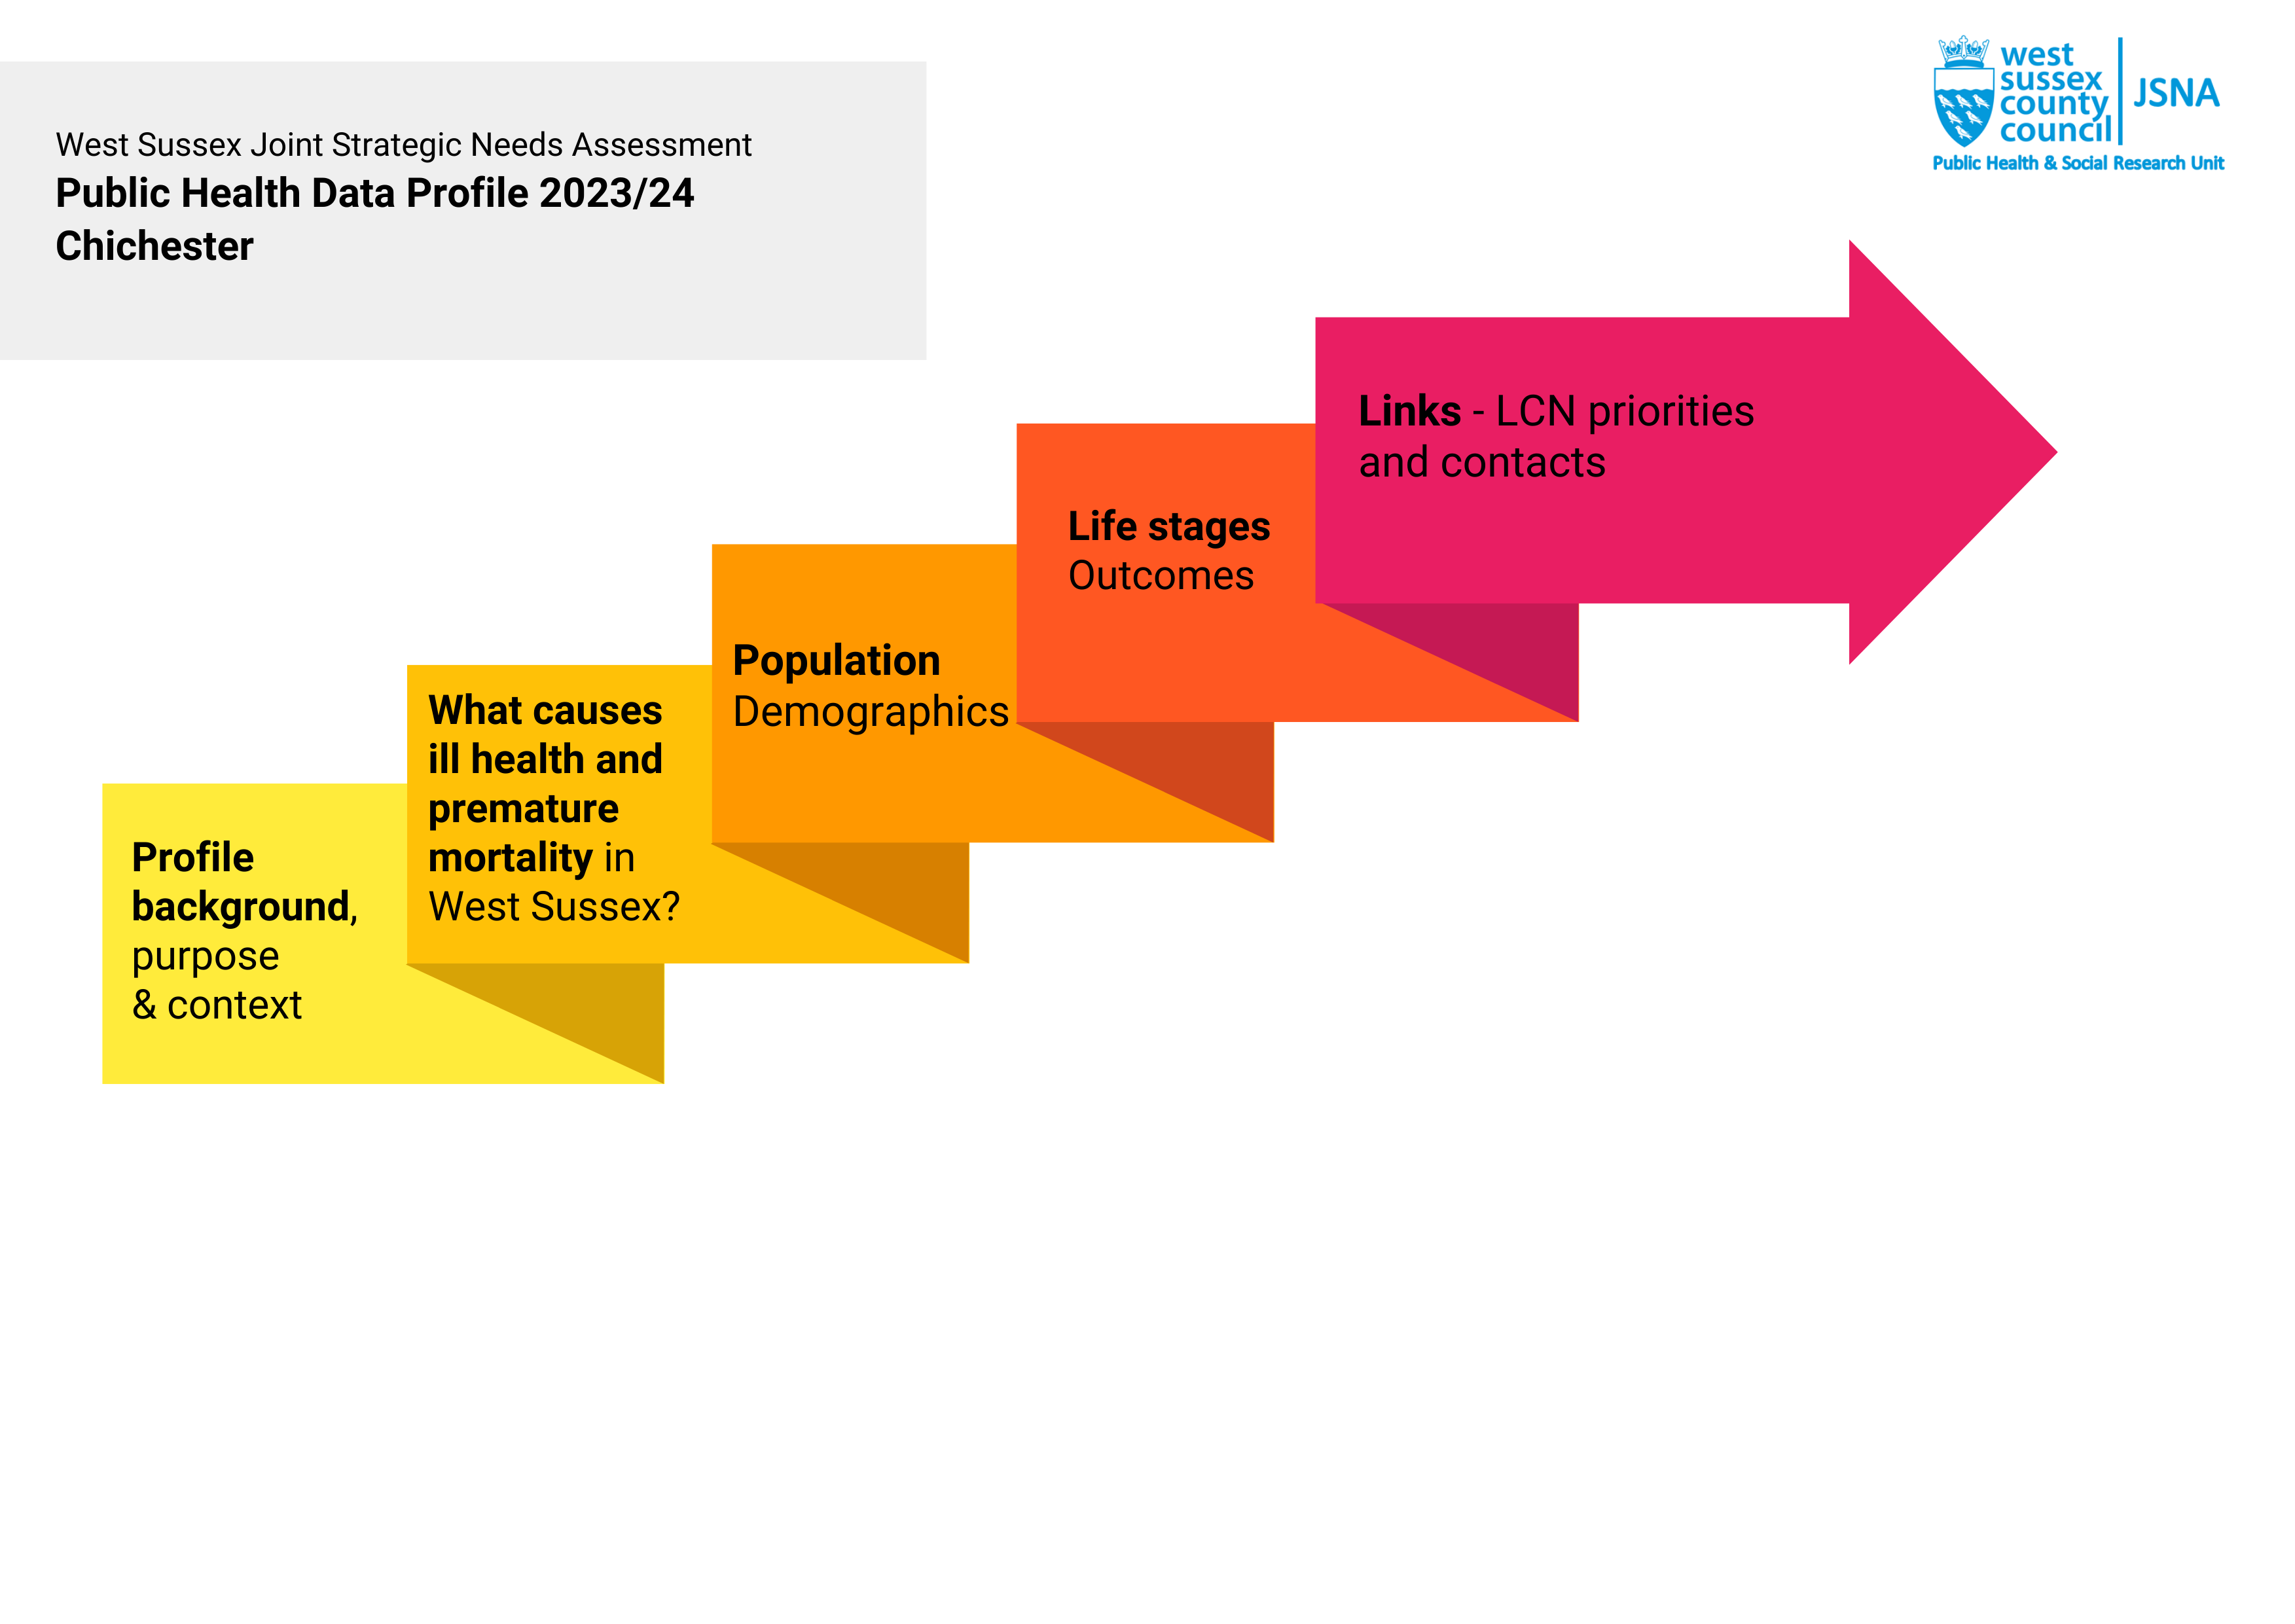 West Sussex Joint Strategic Needs Assessment
Public Health Data Profile 2023/24
Chichester
west
sussex
county
council
JSNA
Public Health & Social Research Unit
Profile
background,
purpose
& context
What causes
ill health and
premature
mortality in
West Sussex?
Population
Demographics
Life stages
Outcomes
Links - LCN priorities
and contacts